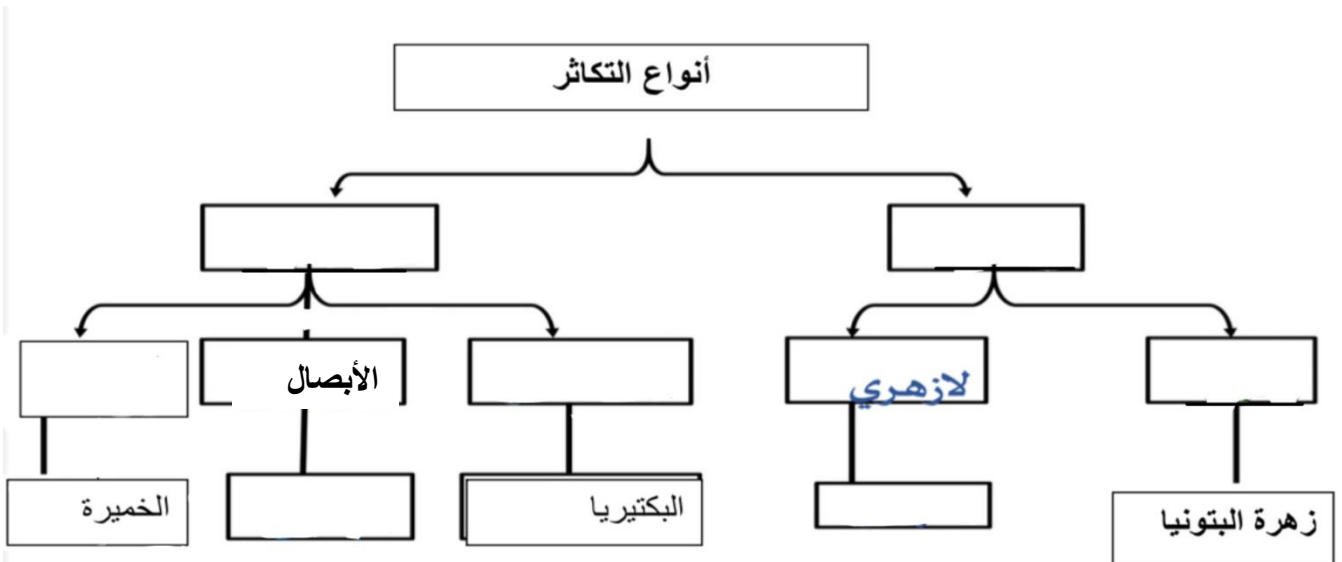 أنواع التكاثر
لازهري
الأبصال
زهرة البتونيا
البكتيريا
الخميرة